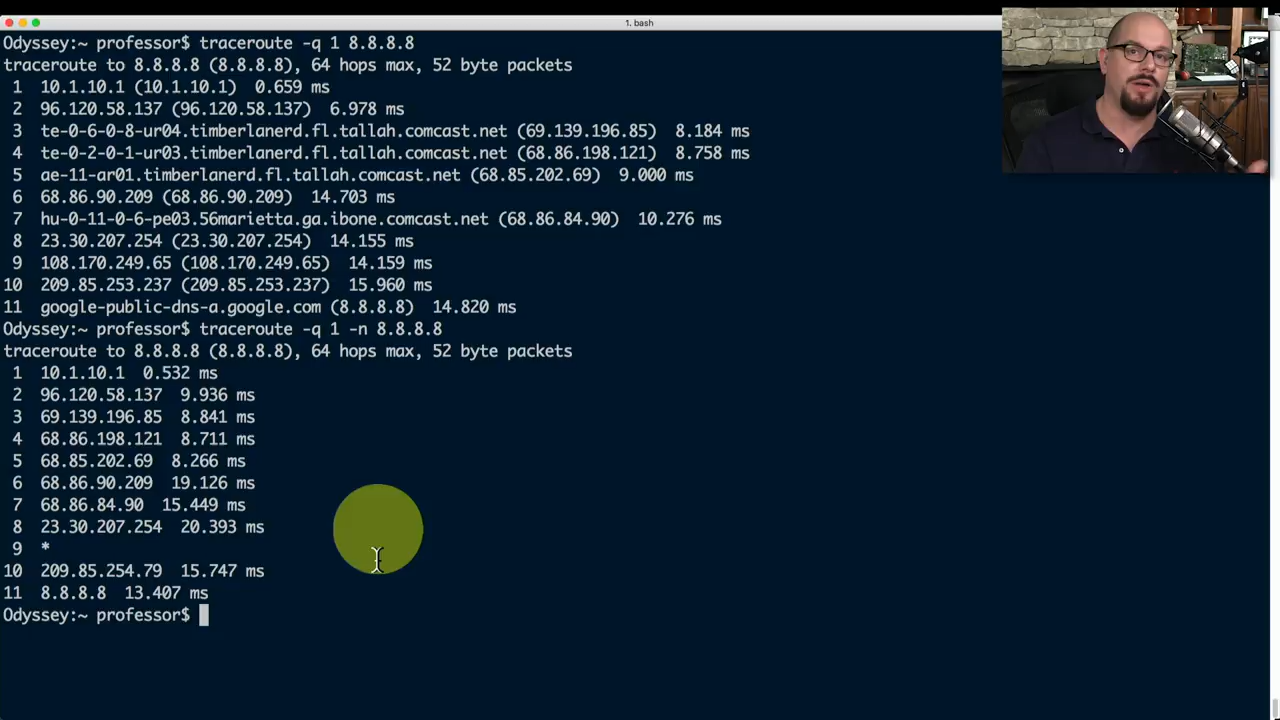 1. bash
Odyssey:~ professor$ traceroute -q 1 8.8.8.8
traceroute to 8.8.8.8 (8.8.8.8), 64 hops max, 52 byte packets
1 10.1.10.1 (10.1.10.1) 0.659 ms
2 96.120.58.137 (96.120.58.137) 6.978 ms
3 te-0-6-0-8-ur04.timberlanerd.fl.tallah.comcast.net (69.139.196.85) 8.184 ms
4 te-0-2-0-1-ur03.timberlanerd.fl.tallah.comcast.net (68.86.198.121) 8.758 ms
5 ae-11-ar01.timberlanerd.fl.tallah.comcast.net (68.85.202.69) 9.000 ms
6 68.86.90.209 (68.86.90.209) 14.703 ms
7 hu-0-11-0-6-pe03.56marietta.ga.ibone.comcast.net (68.86.84.90) 10.276 ms
8 23.30.207.254 (23.30.207.254) 14.155 ms
9 108.170.249.65 (108.170.249.65) 14.159 ms
10 209.85.253.237 (209.85.253.237) 15.960 ms
11 google-public-dns-a.google.com (8.8.8.8) 14.820 ms
Odyssey:~ professor$ traceroute -q 1 -n 8.8.8.8
traceroute to 8.8.8.8 (8.8.8.8), 64 hops max, 52 byte packets
1 10.1.10.1 0.532 ms
2 96.120.58.137 9.936 ms
3 69.139.196.85 8.841 ms
4 68.86.198.121 8.711 ms
5 68.85.202.69 8.266 ms
6 68.86.90.209 19.126 ms
7 68.86.84.90 15.449 ms
8 23.30.207.254 20.393 ms
9 *
10 209.85.254.79 15.747 ms
11 8.8.8.8 13.407 ms
Odyssey:~ professor$